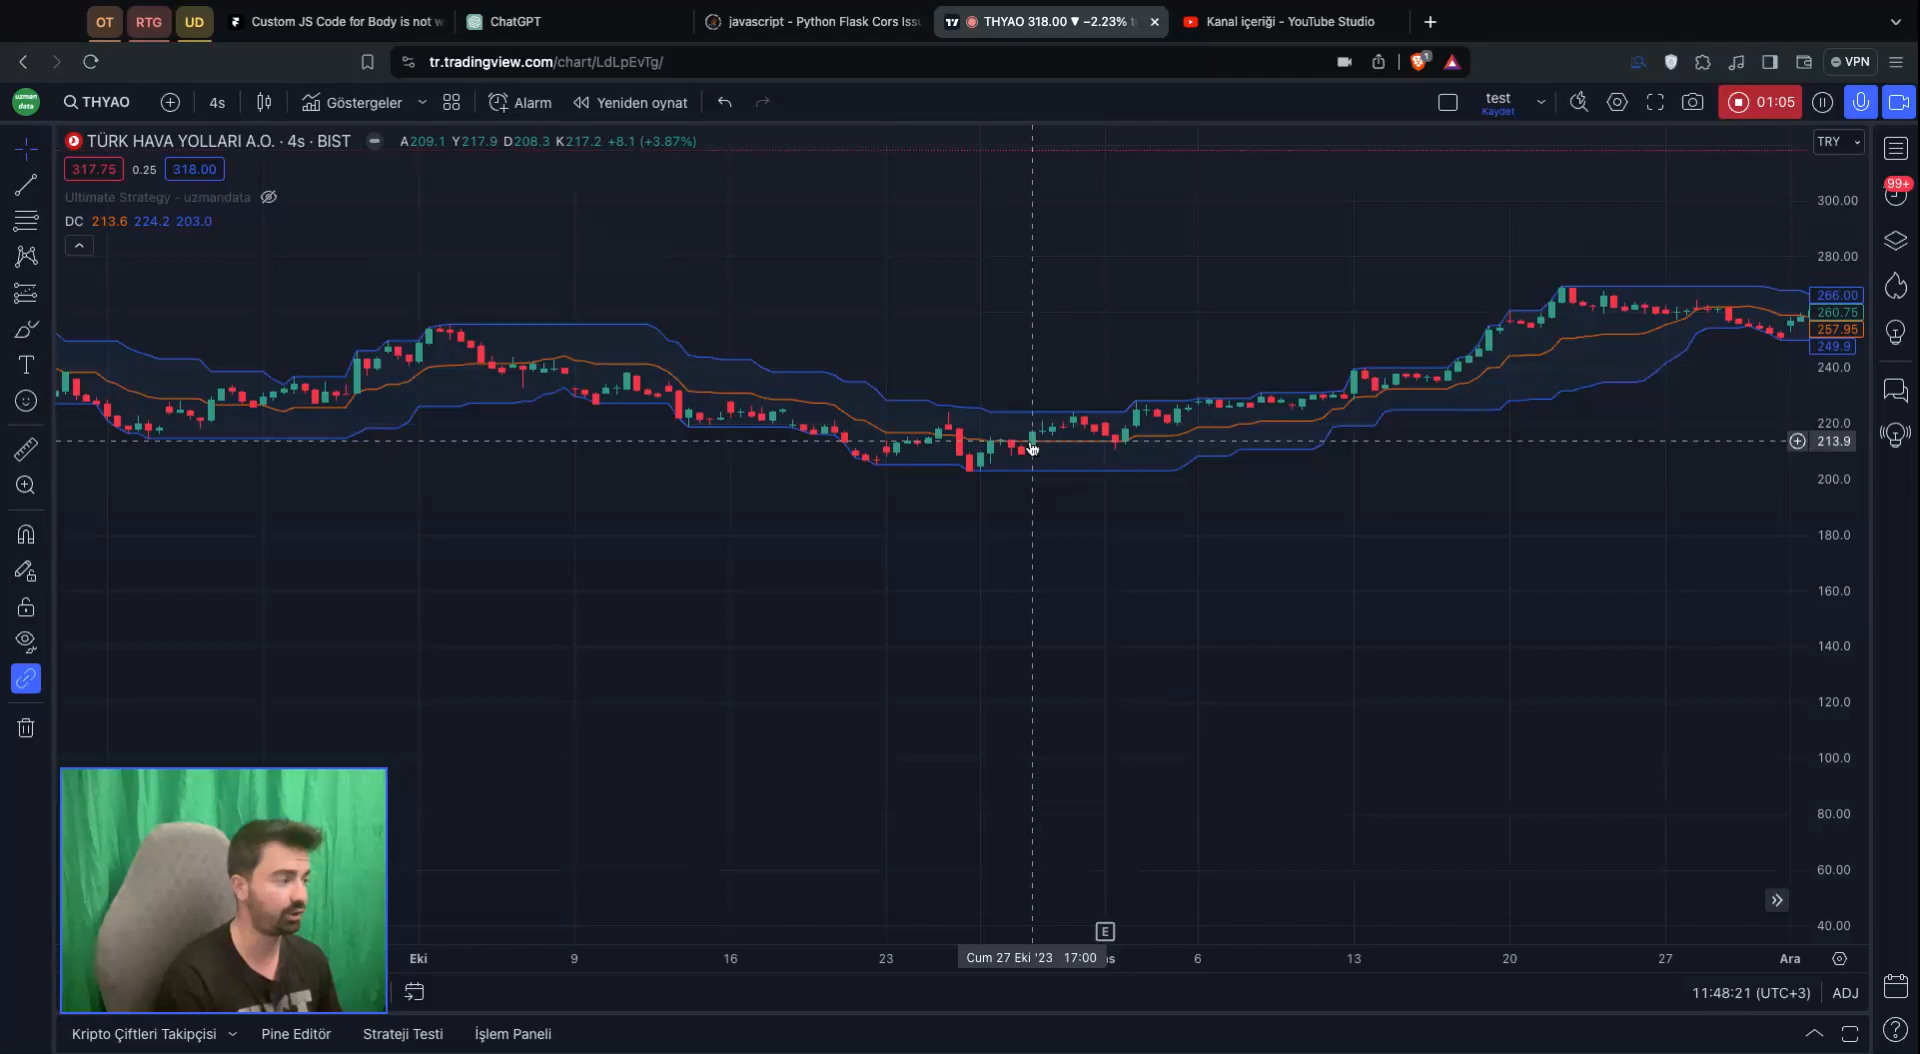 OT
RTG
UD
Custom JS Code for Body is not w
ChatGPT
javascript - Python Flask Cors Iss
THYAO 318.00 ▼ −2.23%
Kanal içeriği - YouTube Studio
tr.tradingview.com/chart/LdLpEvTg/
1
VPN
uzman
data
THYAO
4s
Göstergeler
Alarm
Yeniden oynat
test
Kaydet
01:05
TÜRK HAVA YOLLARI A.O. · 4s · BIST
A209.1 Y217.9 D208.3 K217.2 +8.1 (+3.87%)
TRY
317.75
0.25
318.00
Ultimate Strategy - uzmandata
DC 213.6 224.2 203.0
99+
300.00
280.00
266.00
260.75
257.95
249.9
240.0
220.0
213.9
200.0
180.0
160.0
140.0
120.0
100.0
80.00
60.00
40.00
E
Eki
9
16
23
Cum 27 Eki '23 17:00
6
13
20
27
Ara
11:48:21 (UTC+3)
ADJ
Kripto Çiftleri Takipçisi
Pine Editör
Strateji Testi
İşlem Paneli